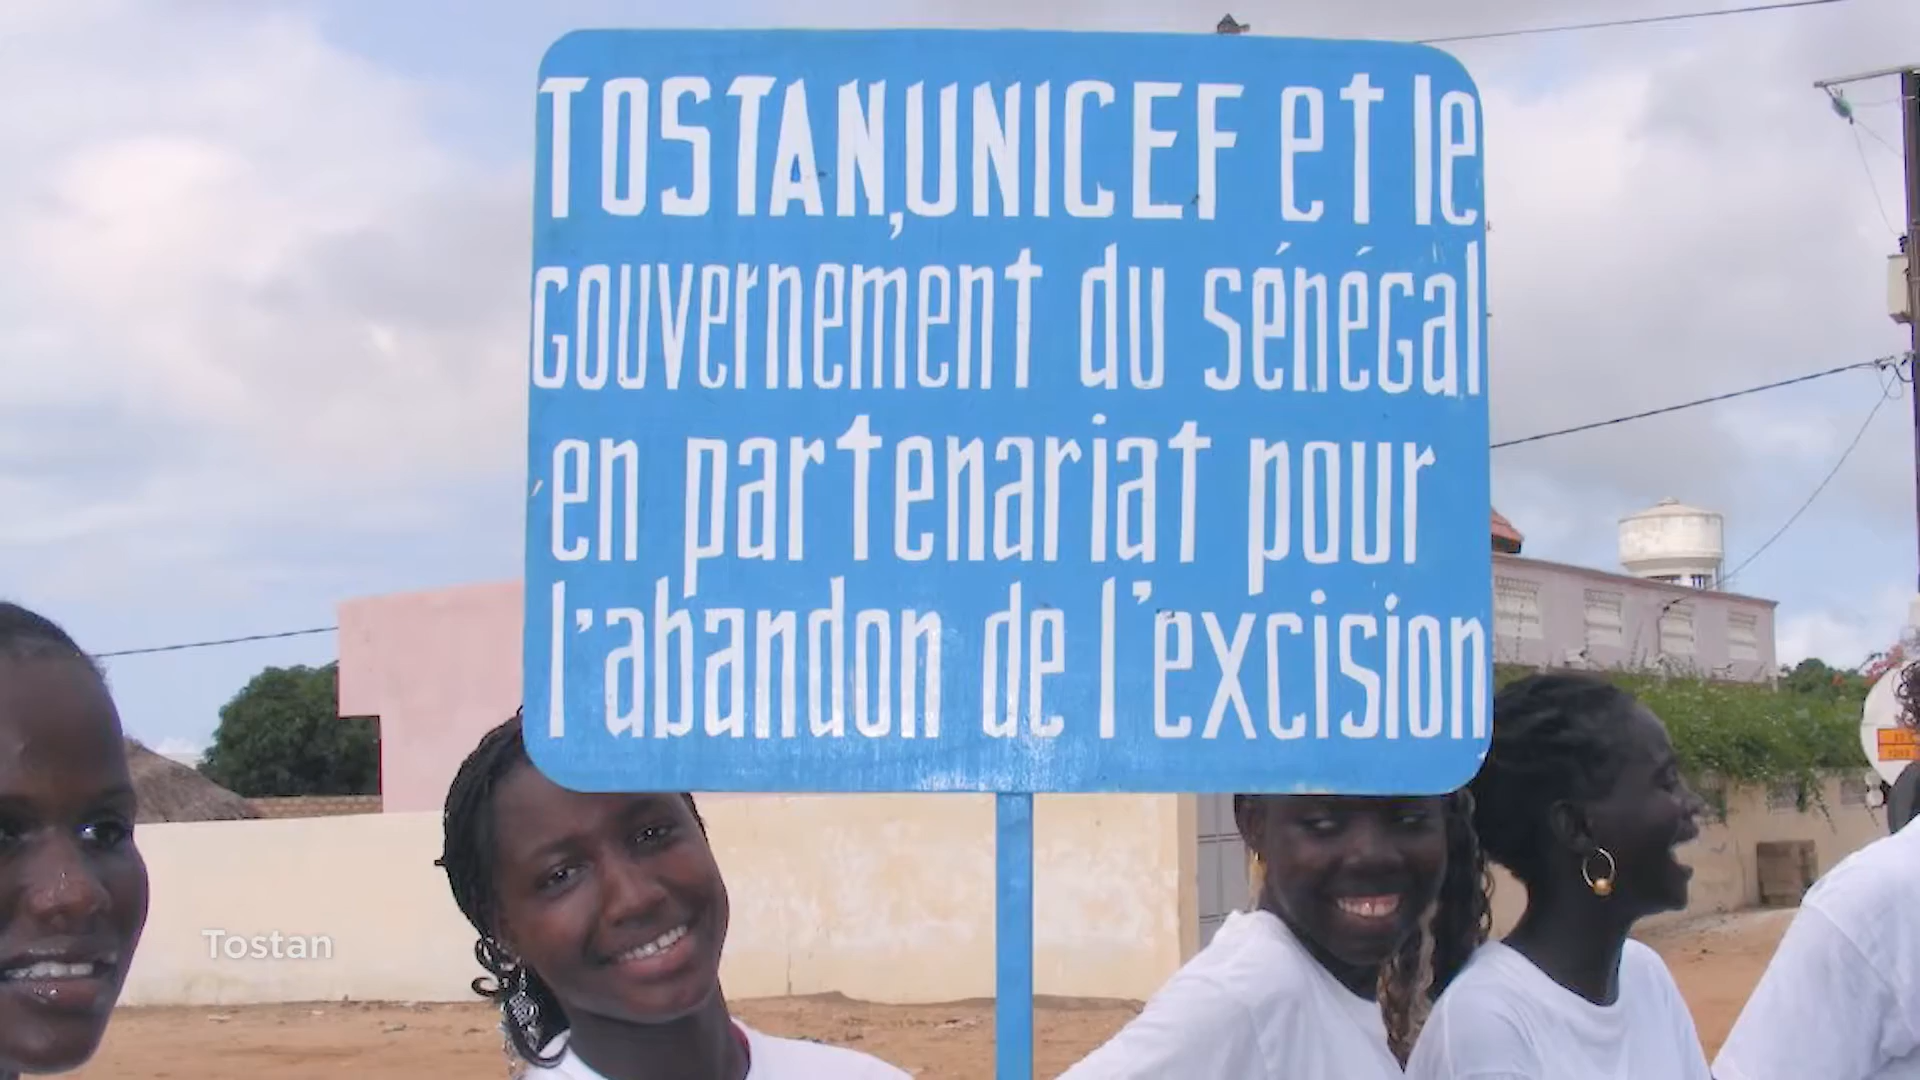 TOSTAN,UNICEF et le
gouvernement du sénégal
en partenariat pour
l'abandon de l'excision
Tostan